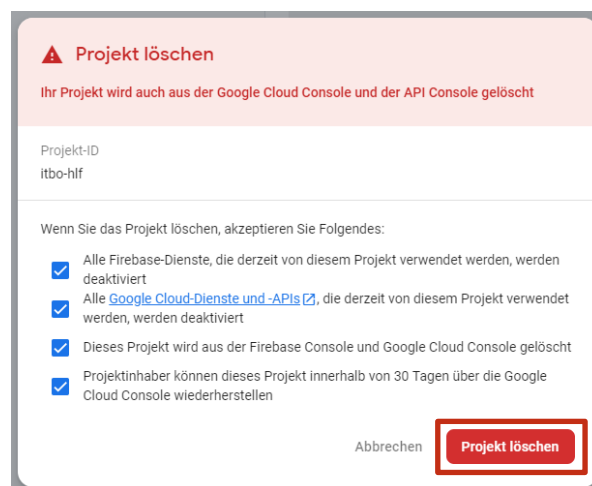 Projekt löschen
Ihr Projekt wird auch aus der Google Cloud Console und der API Console gelöscht
Projekt-ID
itbo-hlf
Wenn Sie das Projekt löschen, akzeptieren Sie Folgendes:
Alle Firebase-Dienste, die derzeit von diesem Projekt verwendet werden, werden
deaktiviert
Alle Google Cloud-Dienste und -APIs, die derzeit von diesem Projekt verwendet
werden, werden deaktiviert
Dieses Projekt wird aus der Firebase Console und Google Cloud Console gelöscht
Projektinhaber können dieses Projekt innerhalb von 30 Tagen über die Google
Cloud Console wiederherstellen
Abbrechen Projekt löschen